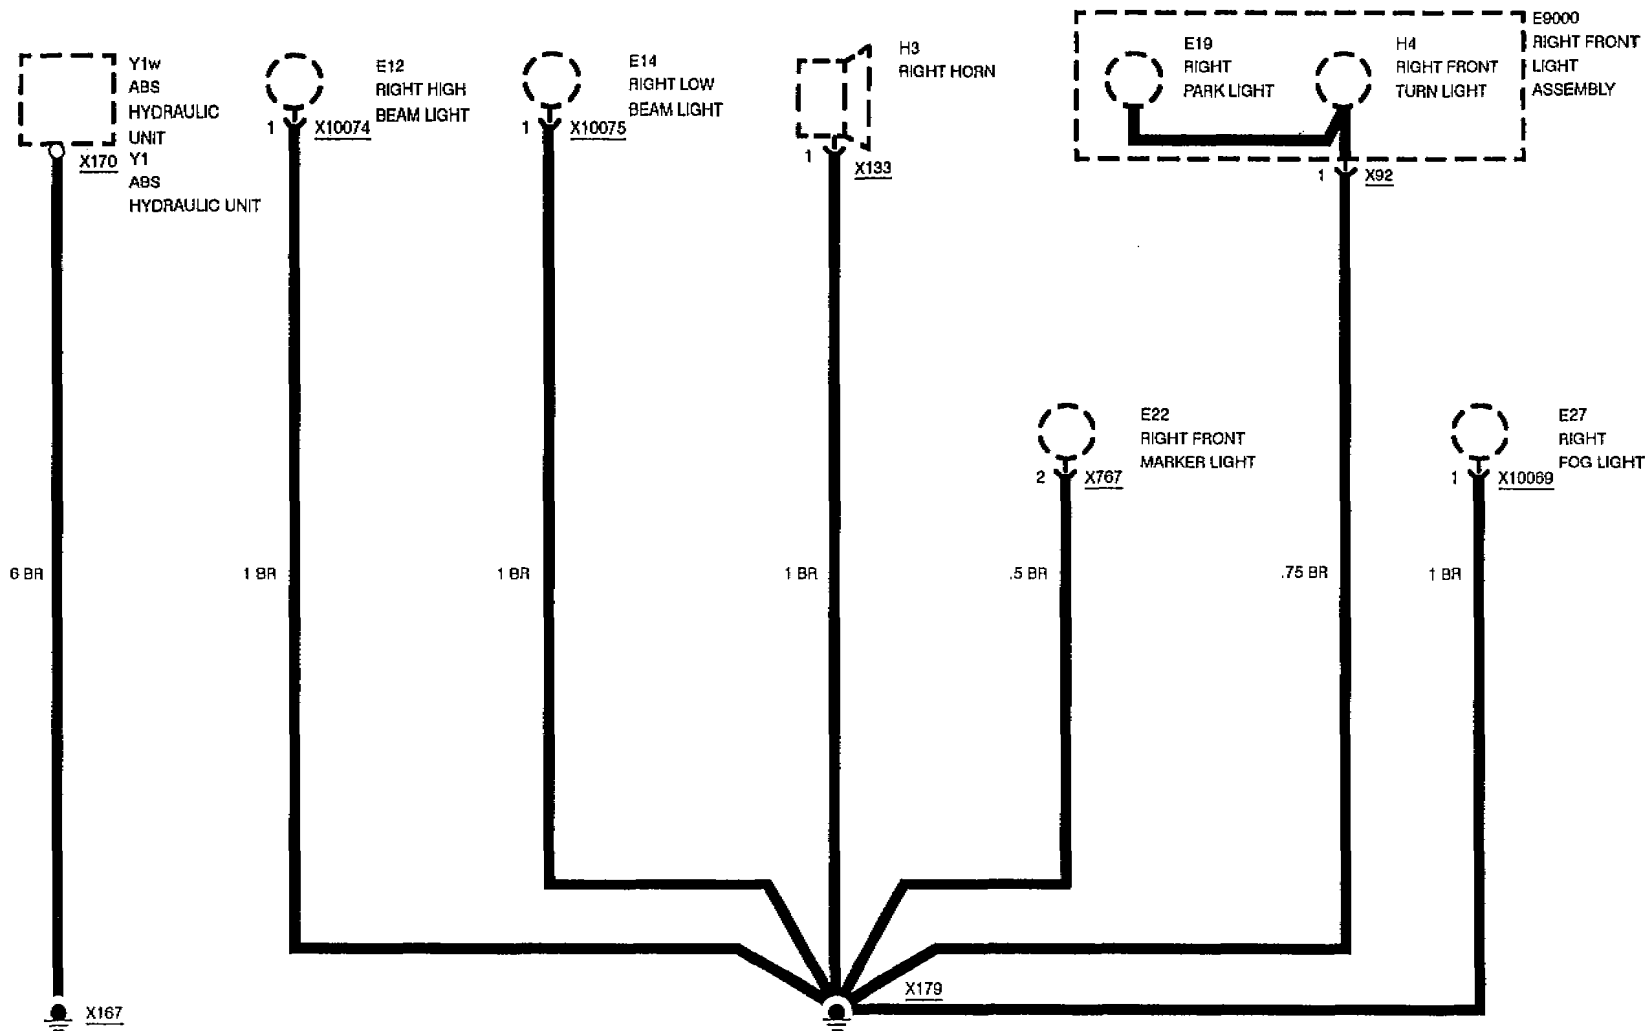 Y1w
ABS
HYDRAULIC
UNIT
X170
Y1
ABS
HYDRAULIC UNIT
E12
RIGHT HIGH
BEAM LIGHT
1
X10074
E14
RIGHT LOW
BEAM LIGHT
1
X10075
H3
RIGHT HORN
1
X133
E19
RIGHT
PARK LIGHT
H4
RIGHT FRONT
TURN LIGHT
E9000
RIGHT FRONT
LIGHT
ASSEMBLY
1
X92
E22
RIGHT FRONT
MARKER LIGHT
2
X767
E27
RIGHT
FOG LIGHT
1
X10069
6 BR
1 BR
1 BR
1 BR
.5 BR
.75 BR
1 BR
X167
X179